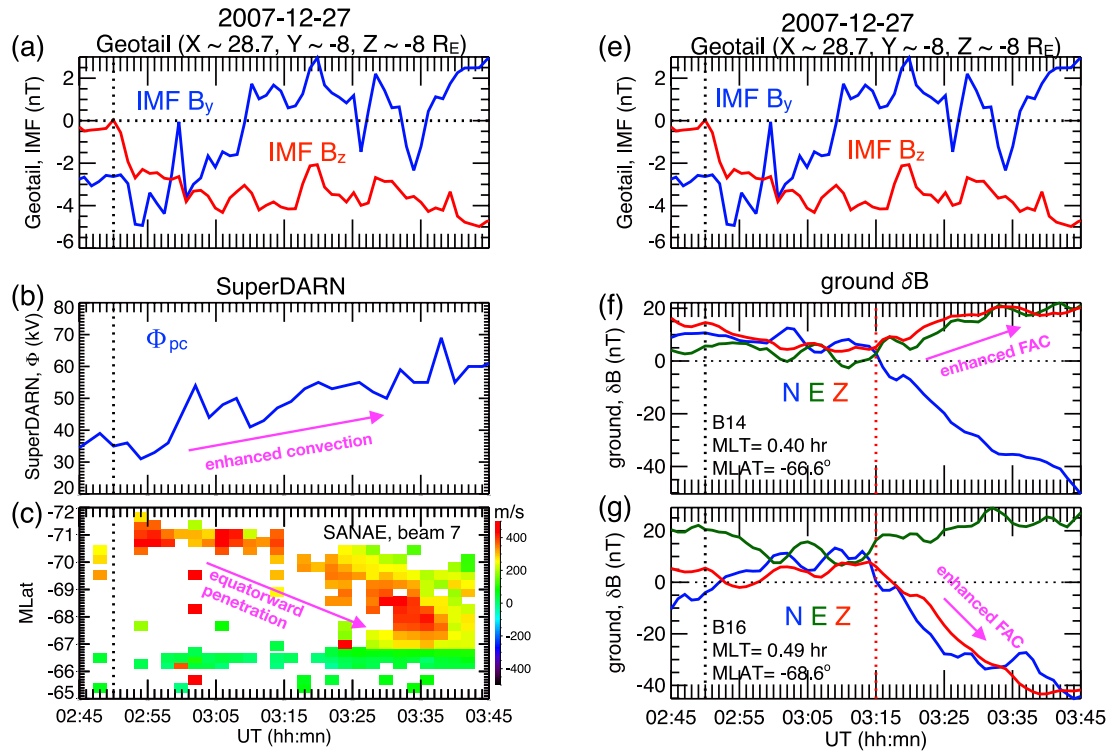 2007-12-27
(a) Geotail (X ~ 28.7, Y ~ -8, Z ~ -8 R_E)
Geotail, IMF (nT)
2
0
-2
-4
-6
IMF B_y
IMF B_z
(b) SuperDARN
SuperDARN, Φ (kV)
80
70
60
50
40
30
20
Φ_pc
enhanced convection
(c)
MLat
-72
-71
-70
-69
-68
-67
-66
-65
SANAE, beam 7
equatorward
penetration
m/s
400
200
0
-200
-400
02:45 02:55 03:05 03:15 03:25 03:35 03:45
UT (hh:mn)
2007-12-27
(e) Geotail (X ~ 28.7, Y ~ -8, Z ~ -8 R_E)
Geotail, IMF (nT)
2
0
-2
-4
-6
IMF B_y
IMF B_z
(f) ground δB
ground, δB (nT)
20
0
-20
-40
enhanced FAC
N E Z
B14
MLT= 0.40 hr
MLAT= -66.6°
(g)
ground, δB (nT)
20
0
-20
-40
enhanced FAC
N E Z
B16
MLT= 0.49 hr
MLAT= -68.6°
02:45 02:55 03:05 03:15 03:25 03:35 03:45
UT (hh:mn)